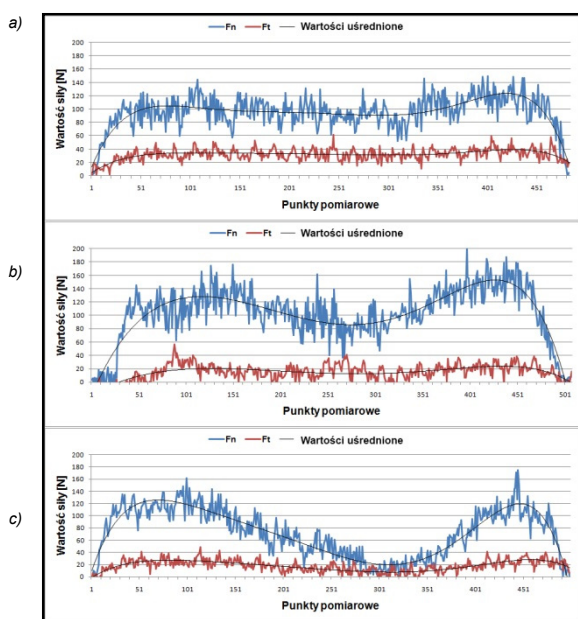 a)
Fn Ft Wartości uśrednione
Wartość siły [N]
200
180
160
140
120
100
80
60
40
20
0
1 51 101 151 201 251 301 351 401 451
Punkty pomiarowe
b)
Fn Ft Wartości uśrednione
Wartość siły [N]
200
180
160
140
120
100
80
60
40
20
0
1 51 101 151 201 251 301 351 401 451 501
Punkty pomiarowe
c)
Fn Ft Wartości uśrednione
Wartość siły [N]
200
180
160
140
120
100
80
60
40
20
0
1 51 101 151 201 251 301 351 401 451
Punkty pomiarowe